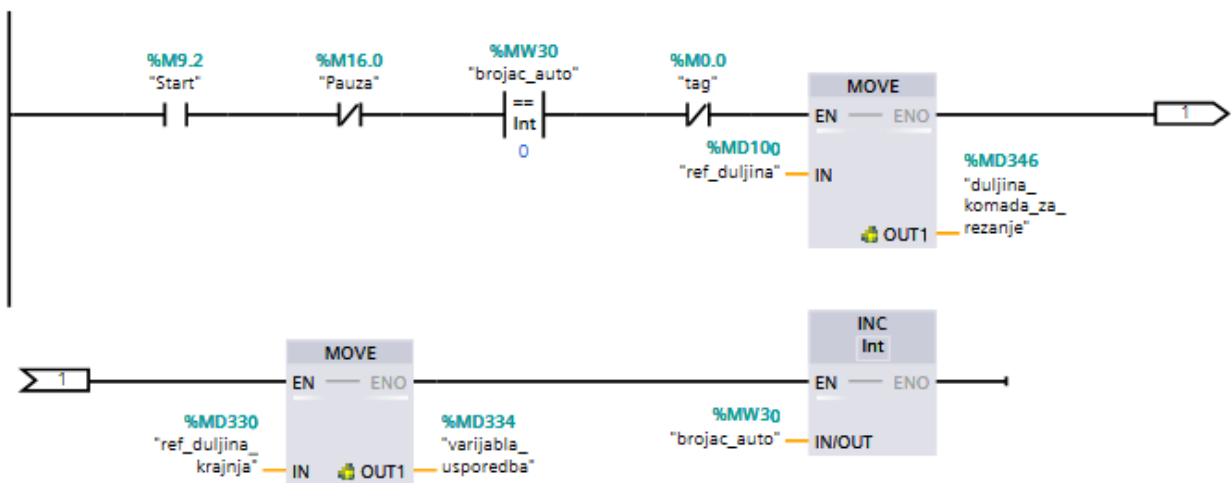 %M9.2
"Start"
%M16.0
"Pauza"
%MW30
"brojac_auto"
==
Int
0
%M0.0
"tag"
MOVE
EN
ENO
%MD100
"ref_duljina"
IN
OUT1
%MD346
"duljina_
komada_za_
rezanje"
1
1
MOVE
EN
ENO
%MD330
"ref_duljina_
krajnja"
IN
OUT1
%MD334
"varijabla_
usporedba"
INC
Int
EN
ENO
%MW30
"brojac_auto"
IN/OUT